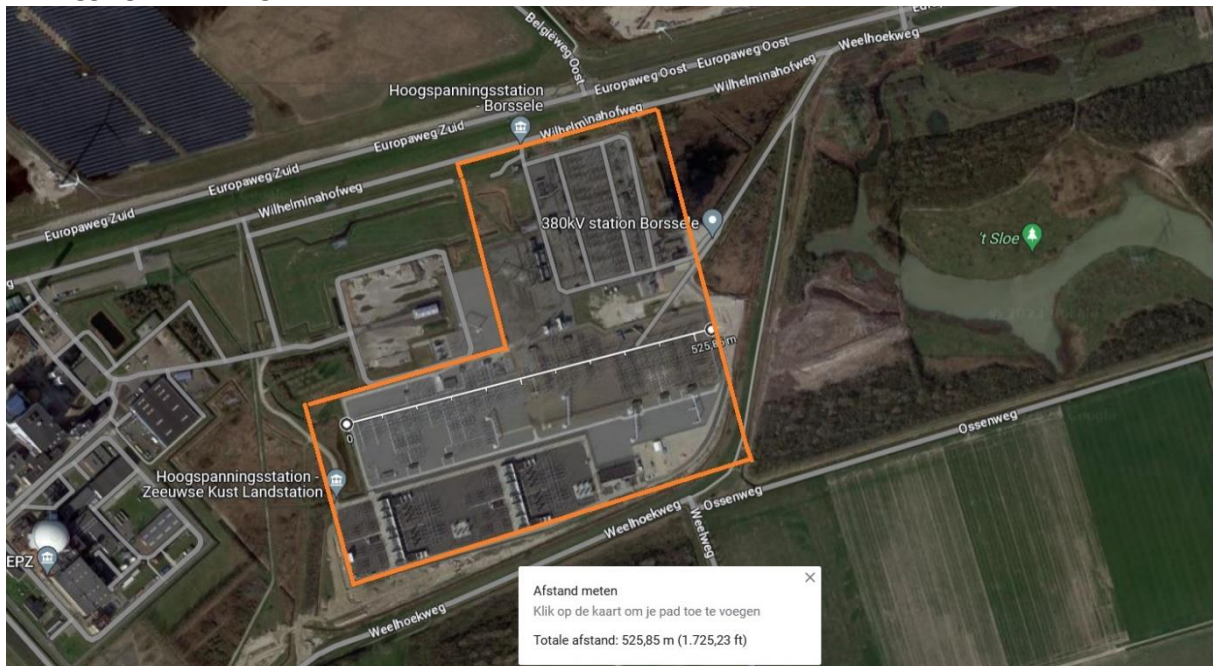 Belgiëweg Oost
Hoogspanningsstation
- Borssele
Europaweg Oost
Europaweg Oost
Weelhoekweg
Wilhelminahofweg
Wilhelminahofweg
Europaweg Zuid
Europaweg Zuid
Wilhelminahofweg
Europaweg Zuid
380kV station Borssele
't Sloe
525,85 m
0
Ossenweg
Hoogspanningsstation -
Zeeuwse Kust Landstation
Weelhoekweg
Ossenweg
Weelweg
EPZ
Weelhoekweg
Afstand meten
Klik op de kaart om je pad toe te voegen
Totale afstand: 525,85 m (1.725,23 ft)